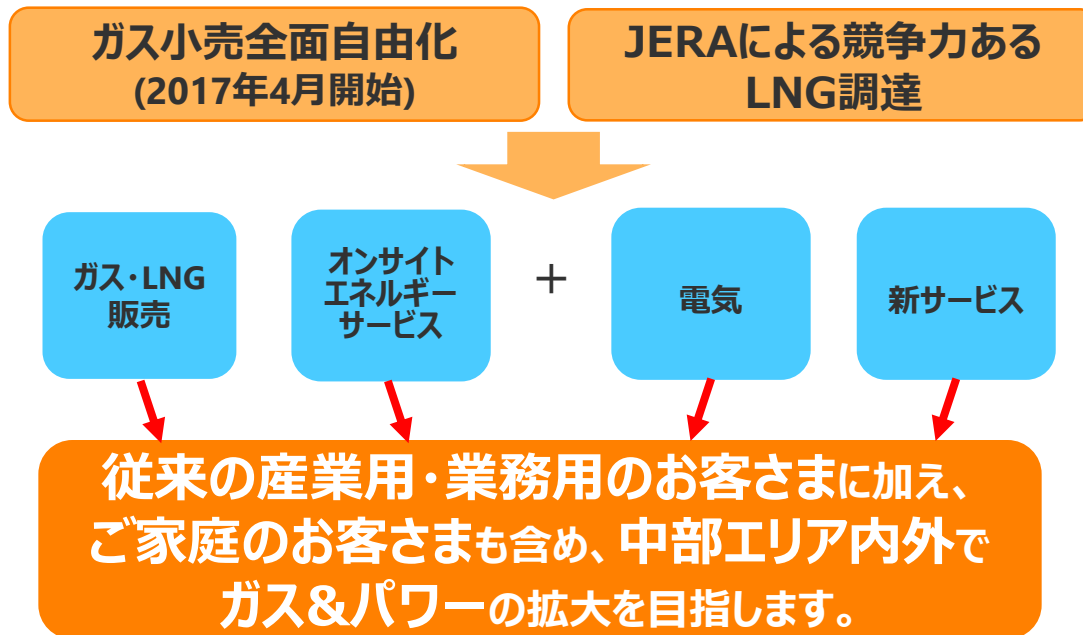 ガス小売全面自由化
(2017年4月開始)
JERAによる競争力ある
LNG調達
ガス・LNG
販売
オンサイト
エネルギー
サービス
＋
電気
新サービス
従来の産業用・業務用のお客さまに加え、
ご家庭のお客さまも含め、中部エリア内外で
ガス&パワーの拡大を目指します。